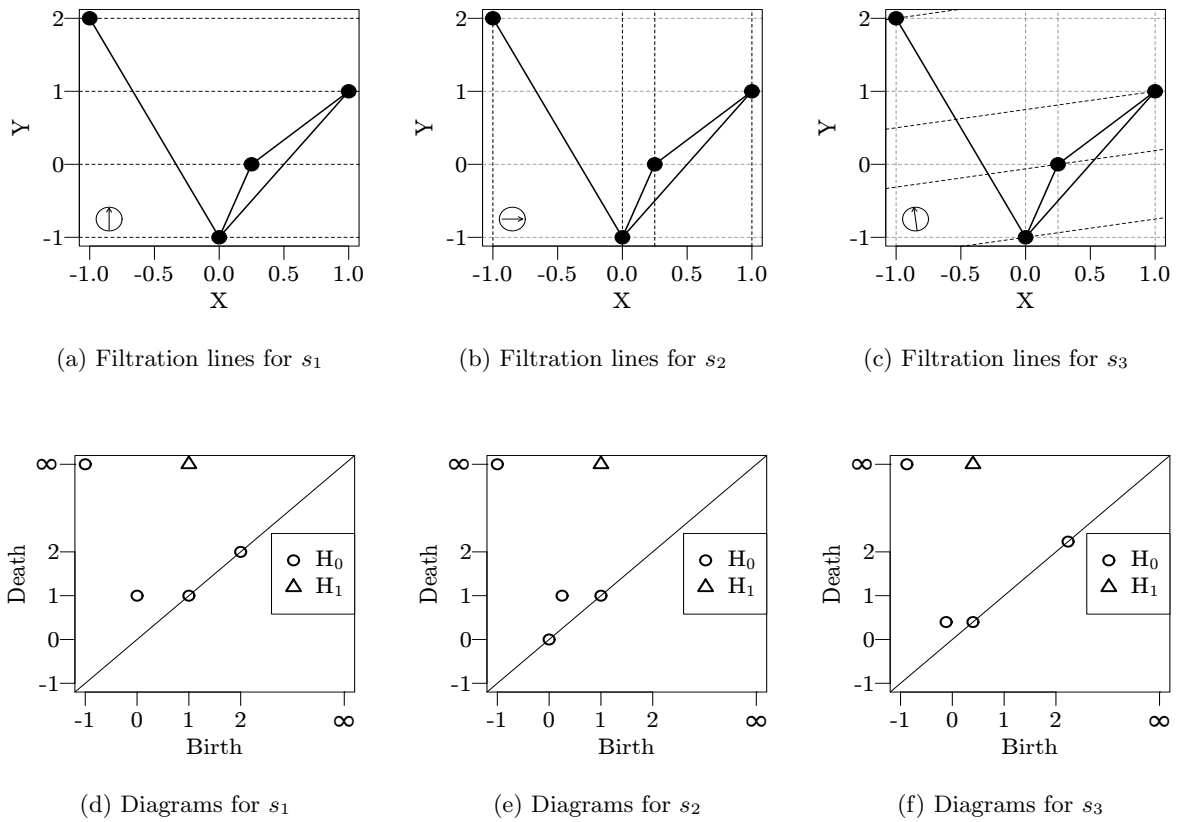 2
1
0
-1
Y
-1.0 -0.5 0.0 0.5 1.0
X
(a) Filtration lines for s₁
2
1
0
-1
Y
-1.0 -0.5 0.0 0.5 1.0
X
(b) Filtration lines for s₂
2
1
0
-1
Y
-1.0 -0.5 0.0 0.5 1.0
X
(c) Filtration lines for s₃
∞
2
1
0
-1
Death
H₀
H₁
-1 0 1 2 ∞
Birth
(d) Diagrams for s₁
∞
2
1
0
-1
Death
H₀
H₁
-1 0 1 2 ∞
Birth
(e) Diagrams for s₂
∞
2
1
0
-1
Death
H₀
H₁
-1 0 1 2 ∞
Birth
(f) Diagrams for s₃